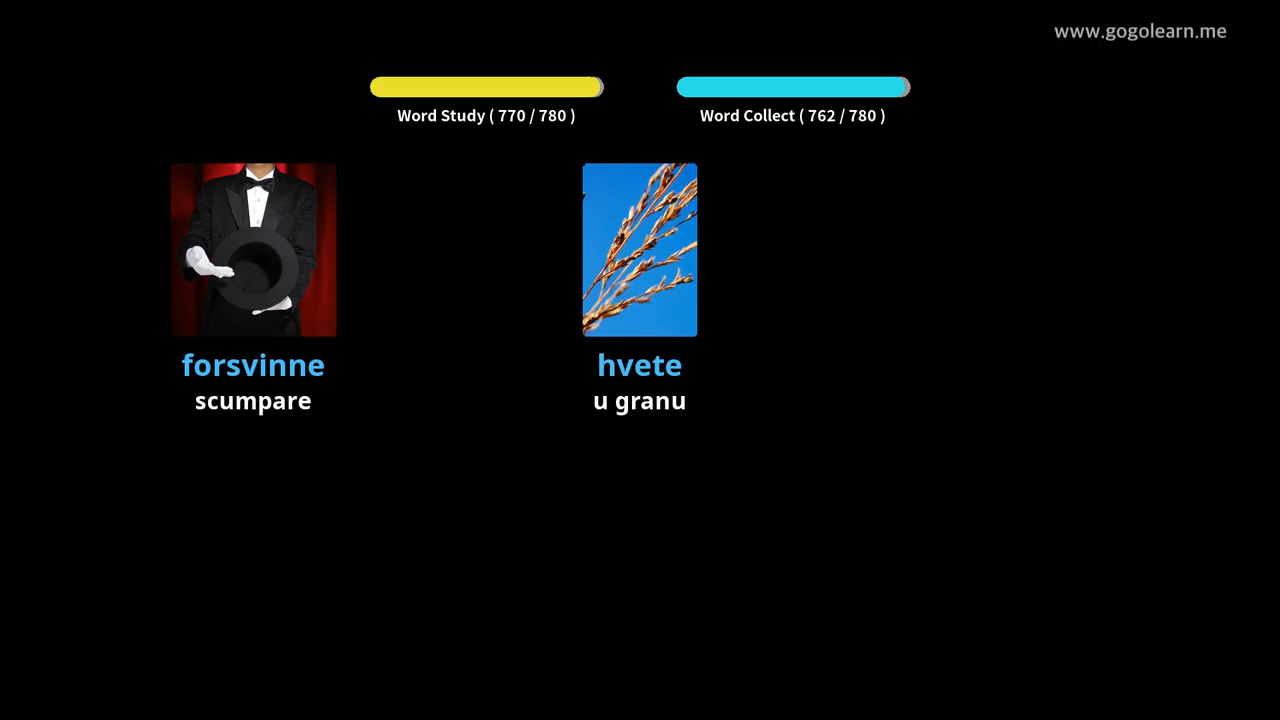 www.gogolearn.me
Word Study ( 770 / 780 )
Word Collect ( 762 / 780 )
forsvinne
scumpare
hvete
u granu